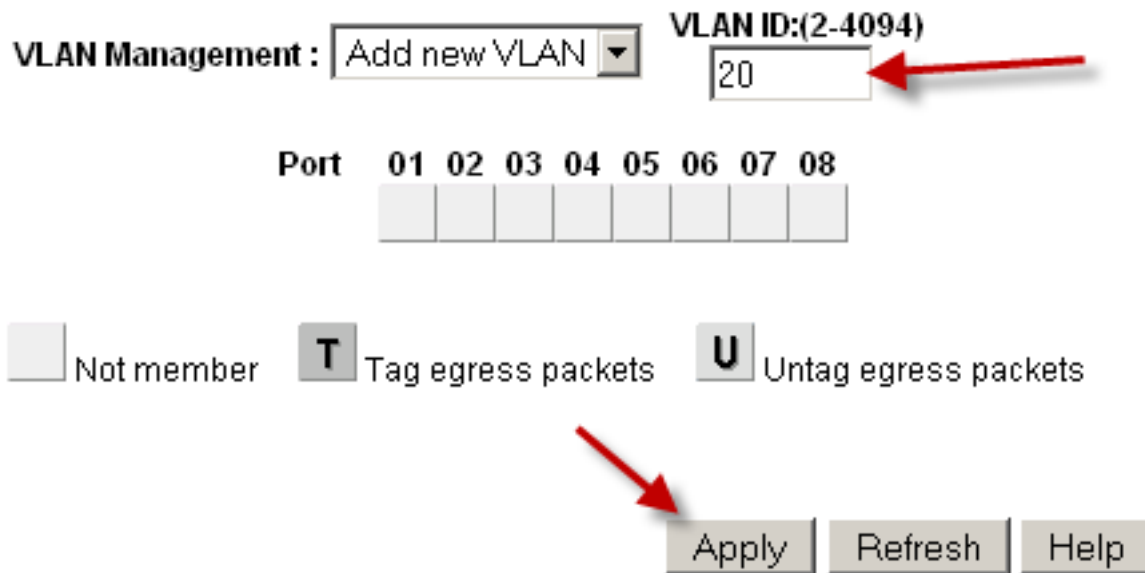 VLAN ID:(2-4094)
VLAN Management : Add new VLAN
20
Port 01 02 03 04 05 06 07 08
Not member T Tag egress packets U Untag egress packets
Apply Refresh Help